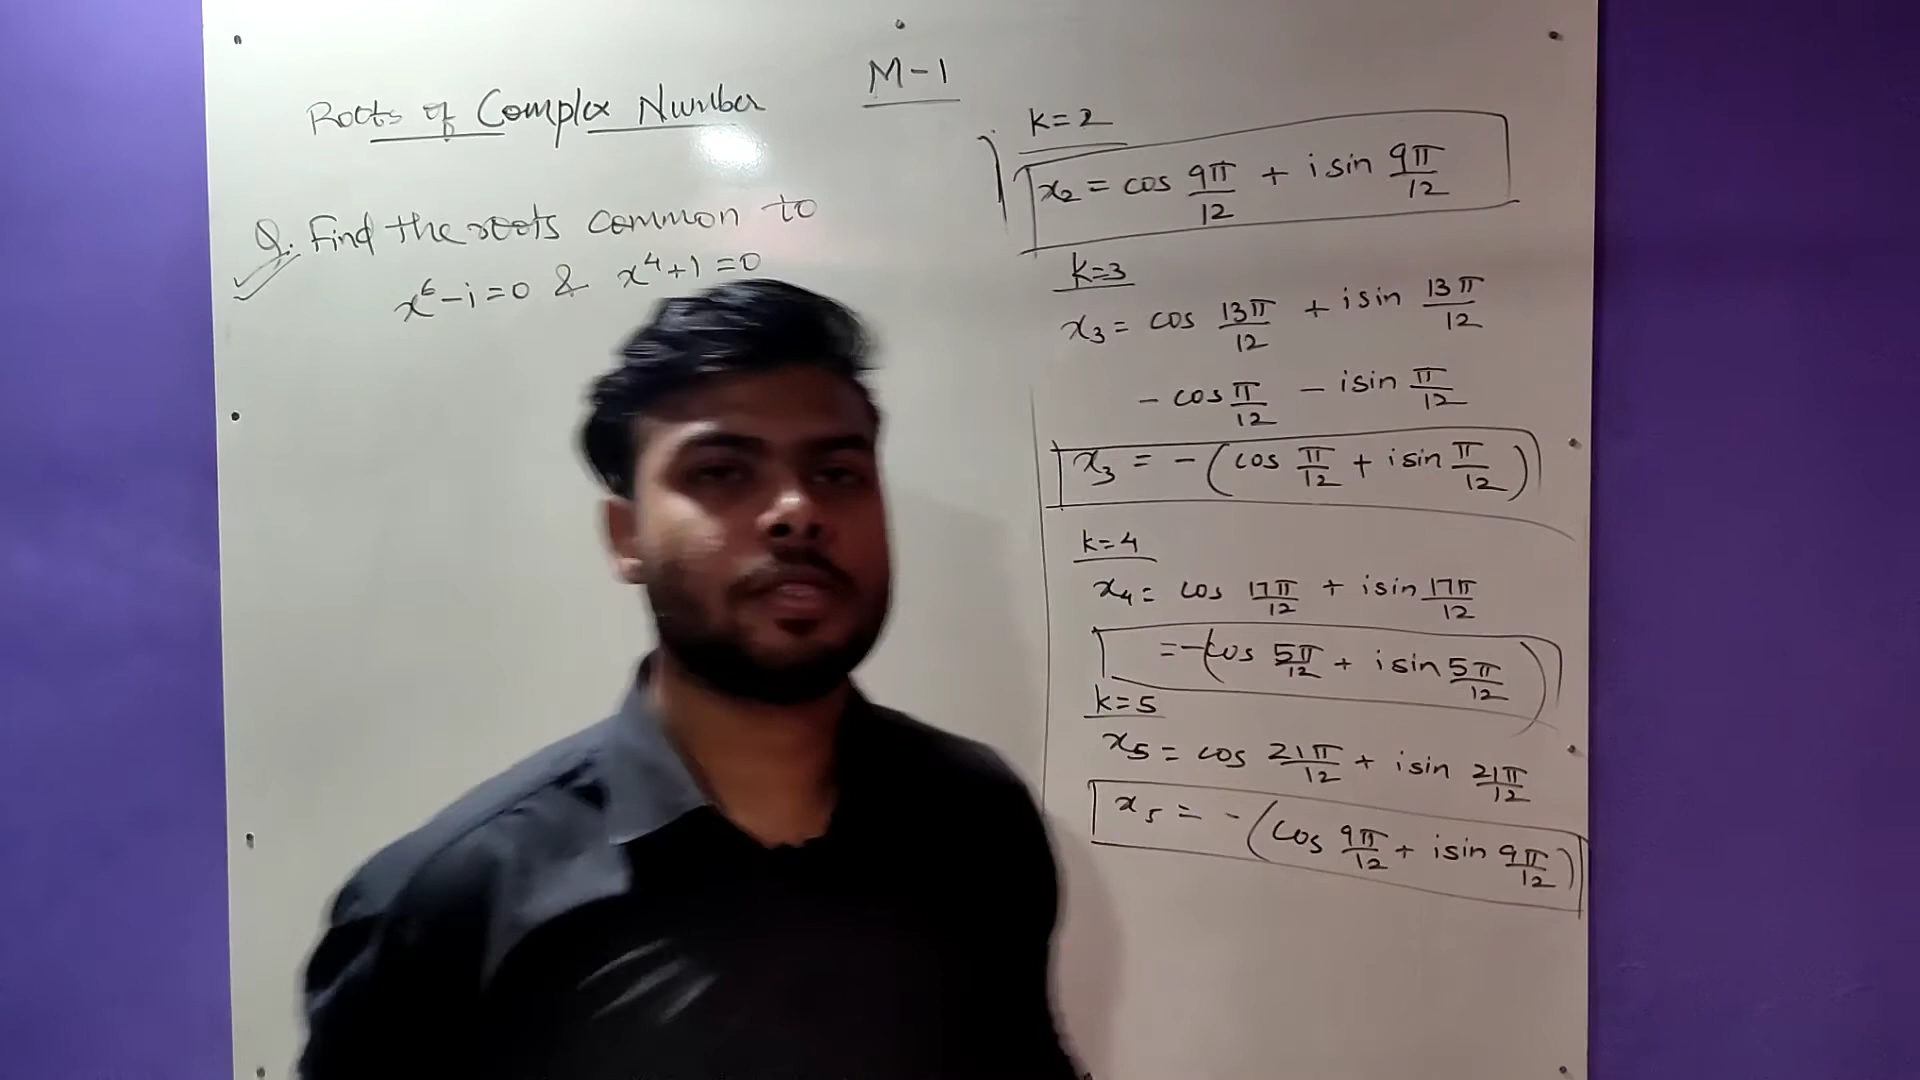 Roots of Complex Number
M-1
Q. Find the roots common to
x⁶-i=0 & x⁴+1=0
k=2
x₂ = cos 9π/12 + i sin 9π/12
k=3
x₃ = cos 13π/12 + i sin 13π/12
- cos π/12 - i sin π/12
x₃ = -(cos π/12 + i sin π/12)
k=4
x₄ = cos 17π/12 + i sin 17π/12
= -(cos 5π/12 + i sin 5π/12)
k=5
x₅ = cos 21π/12 + i sin 21π/12
x₅ = -(cos 9π/12 + i sin 9π/12)